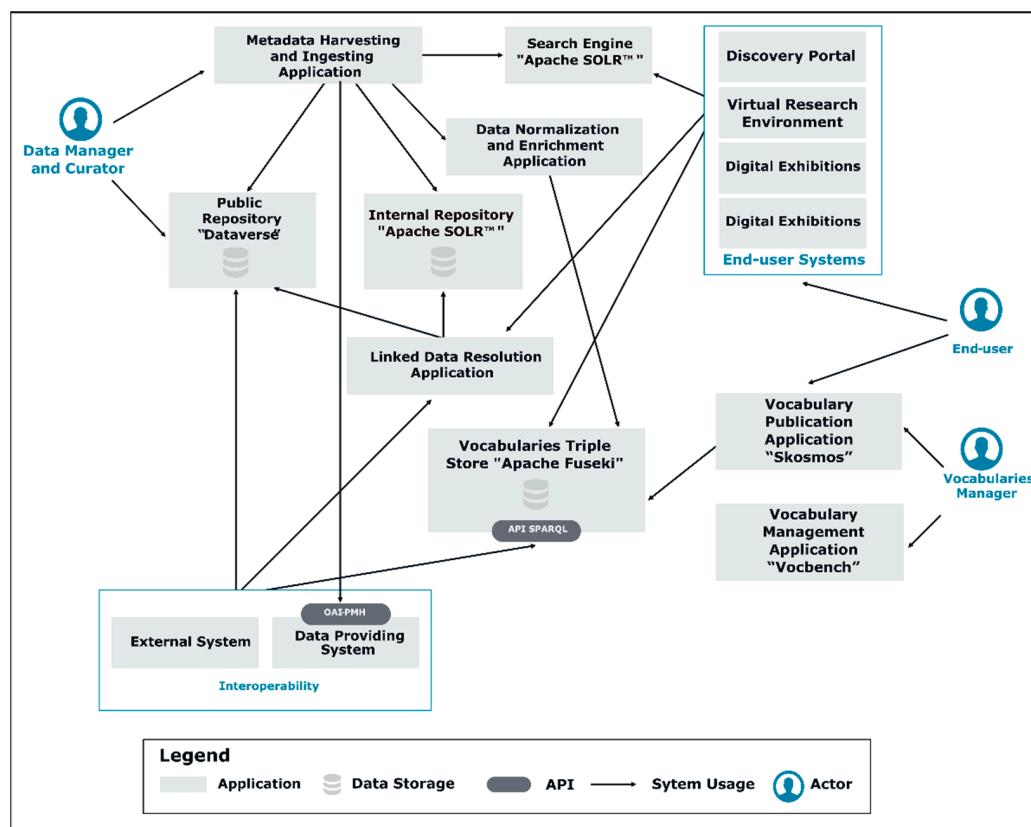 Metadata Harvesting
and Ingesting
Application
Search Engine
"Apache SOLR™"
Discovery Portal
Virtual Research
Environment
Digital Exhibitions
Digital Exhibitions
End-user Systems
Data Manager
and Curator
Data Normalization
and Enrichment
Application
Public
Repository
“Dataverse”
Internal Repository
"Apache SOLR™"
End-user
Linked Data Resolution
Application
Vocabulary
Publication
Application
“Skosmos”
Vocabularies Triple
Store "Apache Fuseki"
API SPARQL
Vocabularies
Manager
Vocabulary
Management
Application
“Vocbench”
OAI-PMH
External System
Data Providing
System
Interoperability
Legend
Application
Data Storage
API
Sytem Usage
Actor